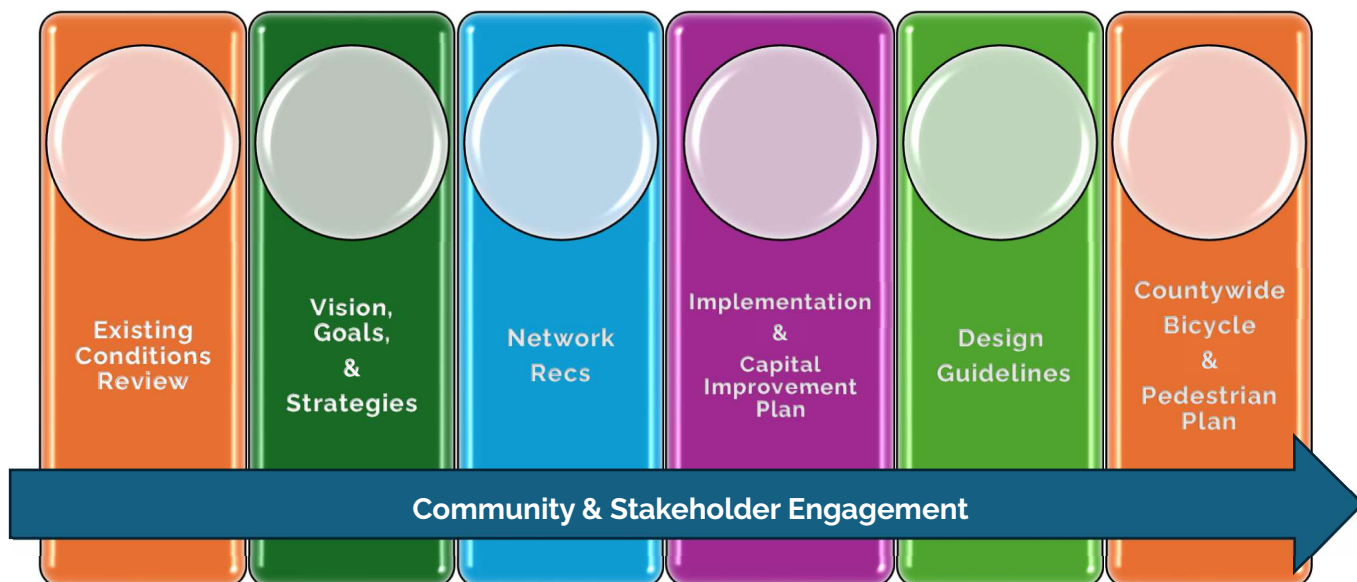 Existing
Conditions
Review
Vision,
Goals,
&
Strategies
Network
Recs
Implementation
&
Capital
Improvement
Plan
Design
Guidelines
Countywide
Bicycle
&
Pedestrian
Plan
Community & Stakeholder Engagement